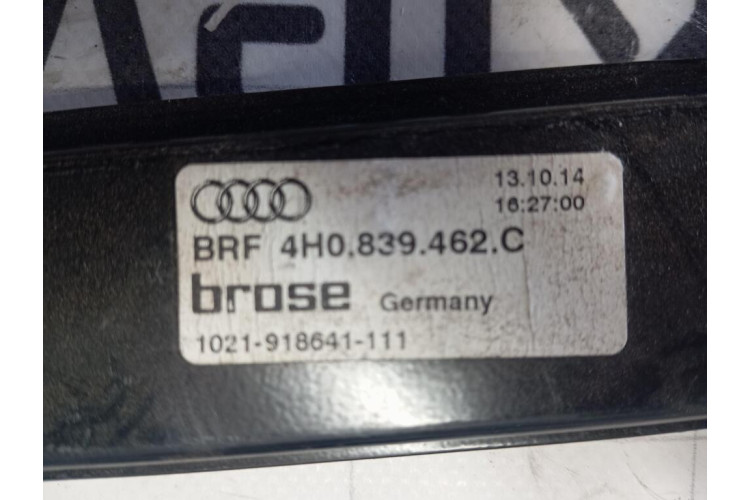 13.10.14
16:27:00
BRF 4H0.839.462.C
brose Germany
1021-918641-111